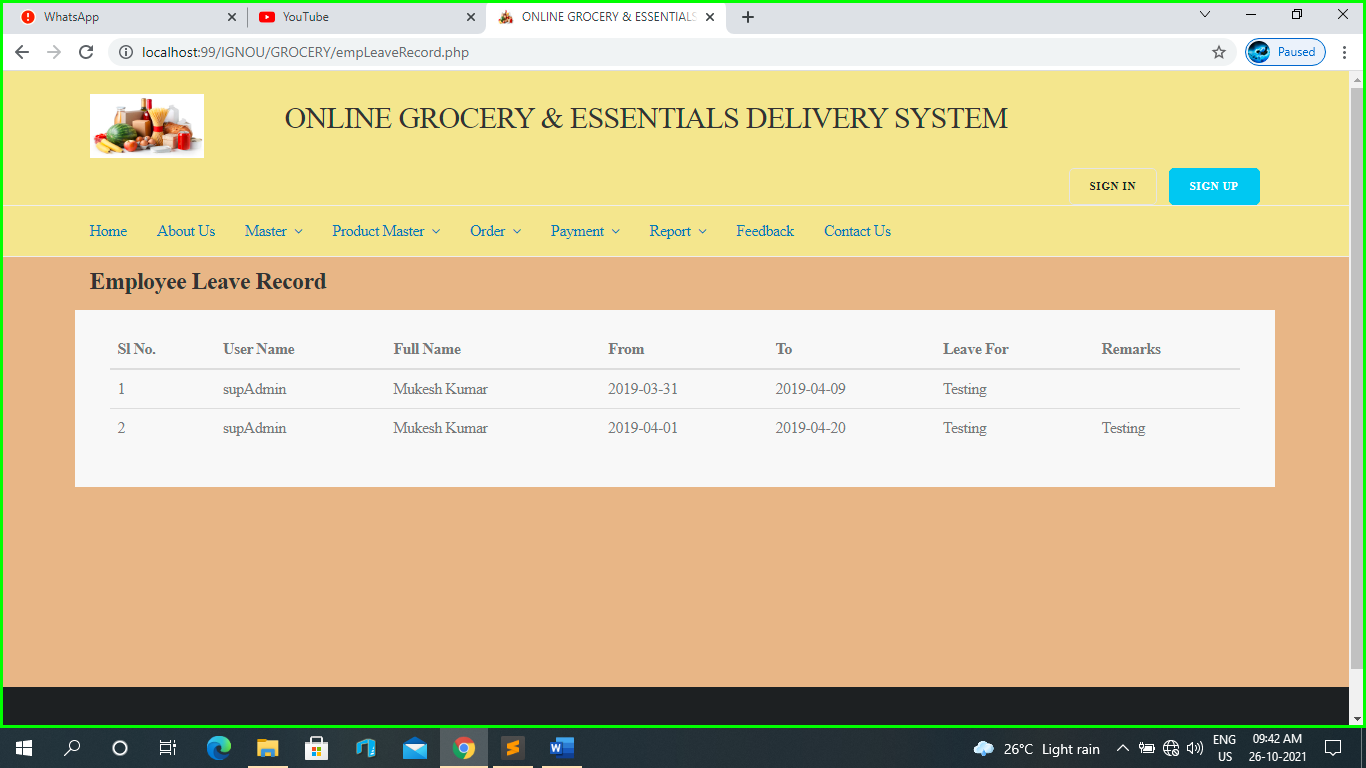 WhatsApp
YouTube
ONLINE GROCERY & ESSENTIALS
localhost:99/IGNOU/GROCERY/empLeaveRecord.php
Paused
ONLINE GROCERY & ESSENTIALS DELIVERY SYSTEM
SIGN IN SIGN UP
Home About Us Master Product Master Order Payment Report Feedback Contact Us
Employee Leave Record
Sl No. User Name Full Name From To Leave For Remarks
1 supAdmin Mukesh Kumar 2019-03-31 2019-04-09 Testing
2 supAdmin Mukesh Kumar 2019-04-01 2019-04-20 Testing Testing
26°C Light rain
ENG
US
09:42 AM
26-10-2021